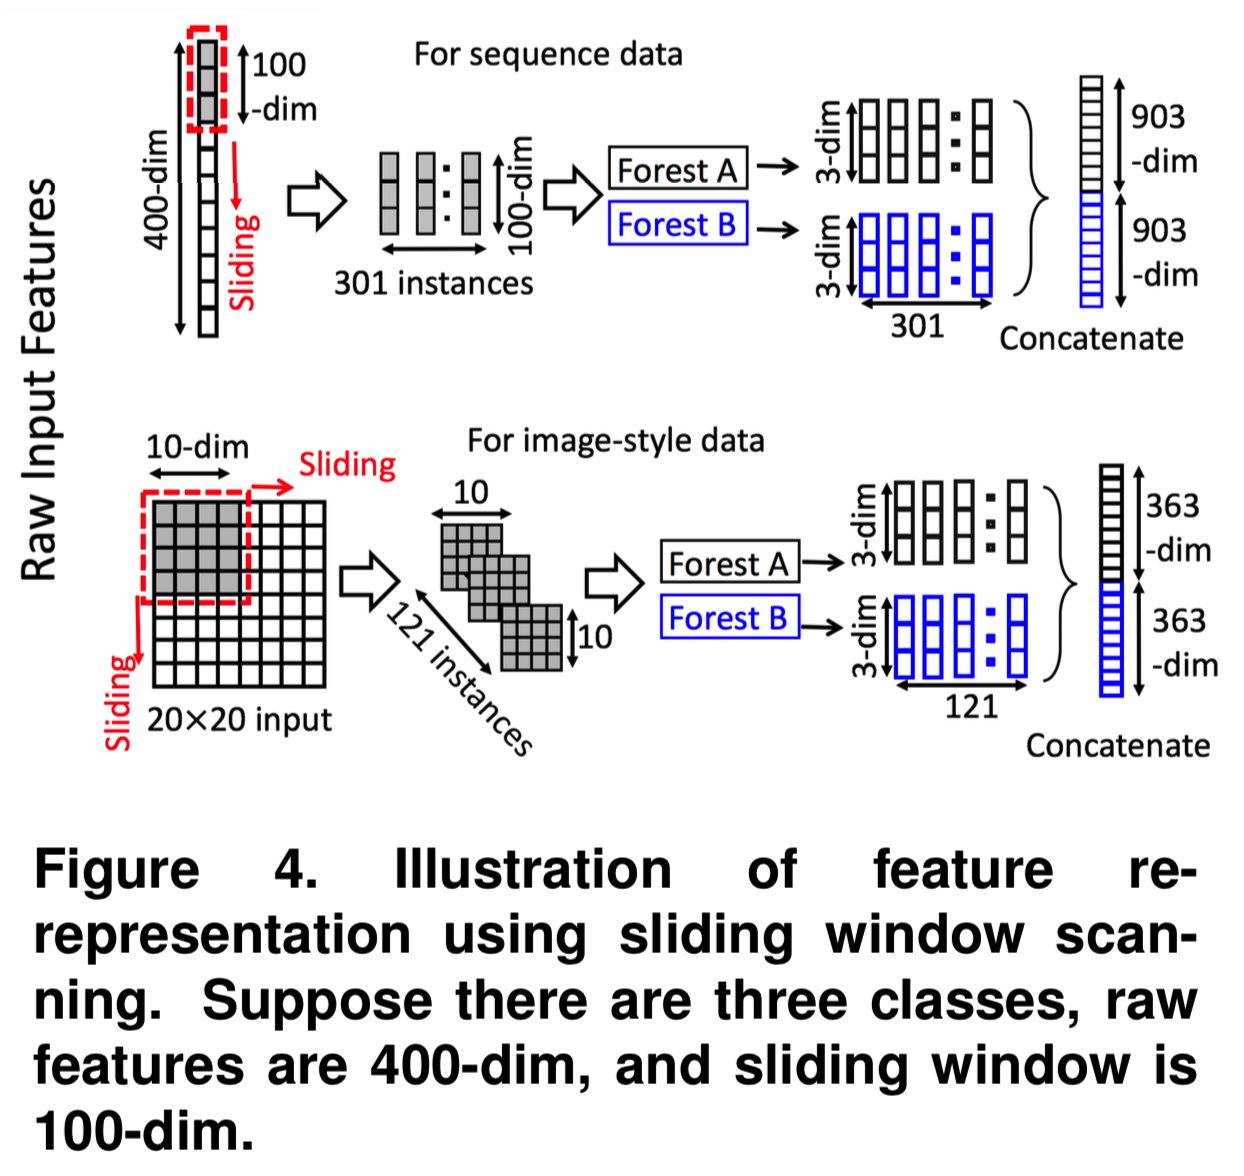 Raw Input Features
For sequence data
400-dim
100
-dim
Sliding
301 instances
100-dim
Forest A
Forest B
3-dim
3-dim
301
903
-dim
903
-dim
Concatenate
For image-style data
10-dim
Sliding
Sliding
20×20 input
10
10
121 instances
Forest A
Forest B
3-dim
3-dim
121
363
-dim
363
-dim
Concatenate
Figure 4. Illustration of feature re-
representation using sliding window scan-
ning. Suppose there are three classes, raw
features are 400-dim, and sliding window is
100-dim.